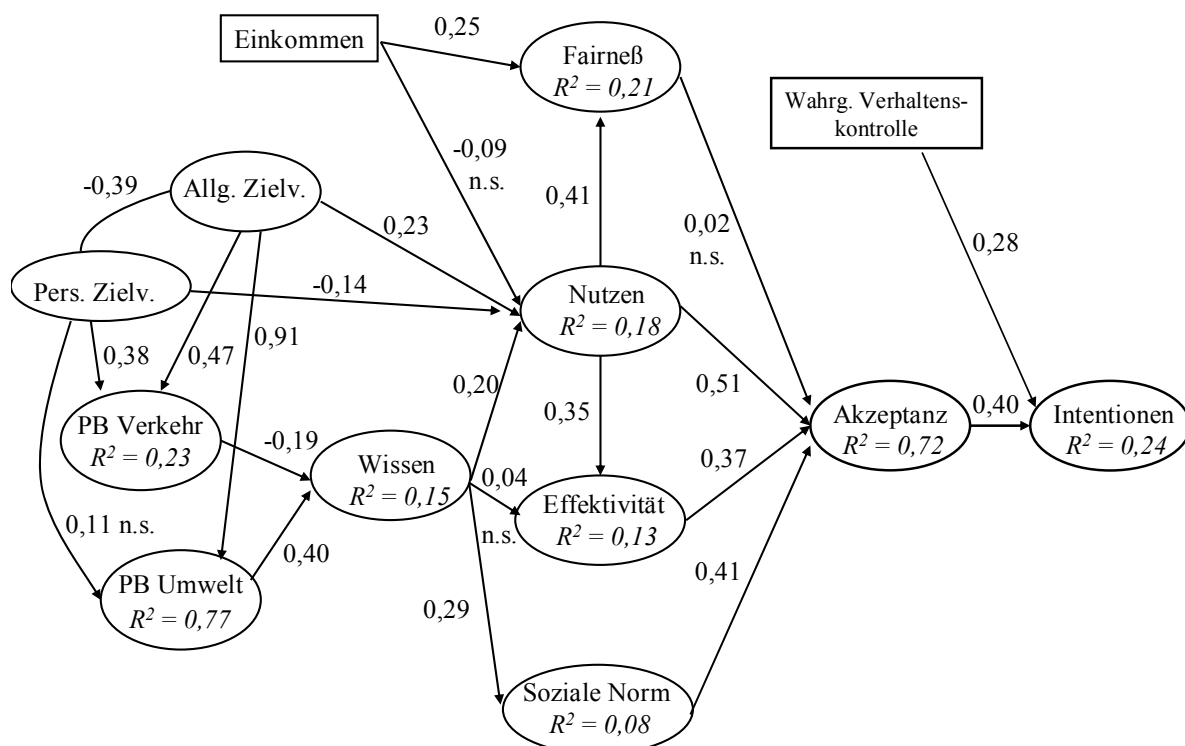 Einkommen
0,25
Fairneß
R² = 0,21
Wahrg. Verhaltens-
kontrolle
-0,39
Allg. Zielv.
-0,09
n.s.
0,41
0,23
0,02
n.s.
0,28
Pers. Zielv.
-0,14
Nutzen
R² = 0,18
0,38
0,47
0,91
0,20
0,35
0,51
PB Verkehr
R² = 0,23
-0,19
Wissen
R² = 0,15
0,04
n.s.
Effektivität
R² = 0,13
0,37
Akzeptanz
R² = 0,72
0,40
Intentionen
R² = 0,24
0,11 n.s.
0,40
PB Umwelt
R² = 0,77
0,29
0,41
Soziale Norm
R² = 0,08